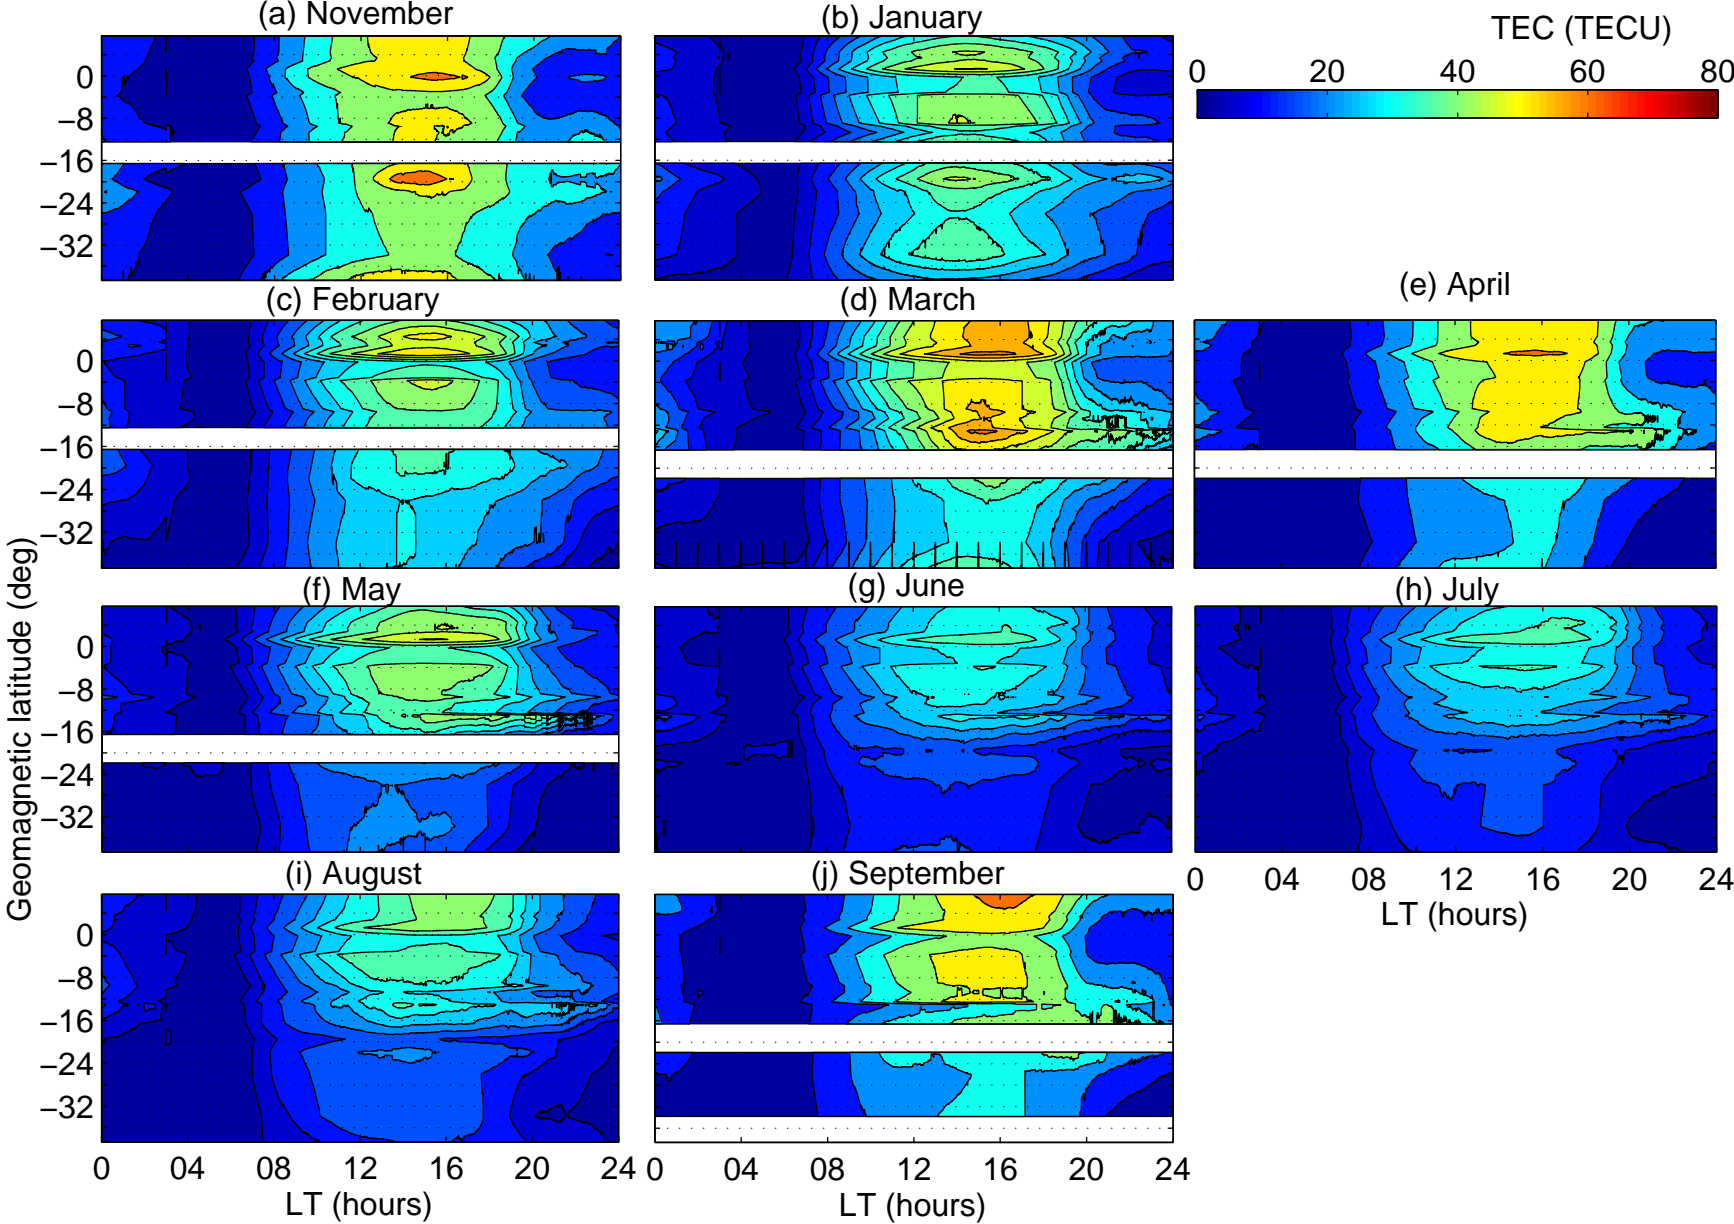 (a) November
(b) January
TEC (TECU)
0 20 40 60 80
0
−8
−16
−24
−32
(c) February
(d) March
(e) April
0
−8
−16
−24
−32
(f) May
(g) June
(h) July
0
−8
−16
−24
−32
Geomagnetic latitude (deg)
0 04 08 12 16 20 24
LT (hours)
(i) August
(j) September
0
−8
−16
−24
−32
0 04 08 12 16 20 24
0 04 08 12 16 20 24
LT (hours)
LT (hours)